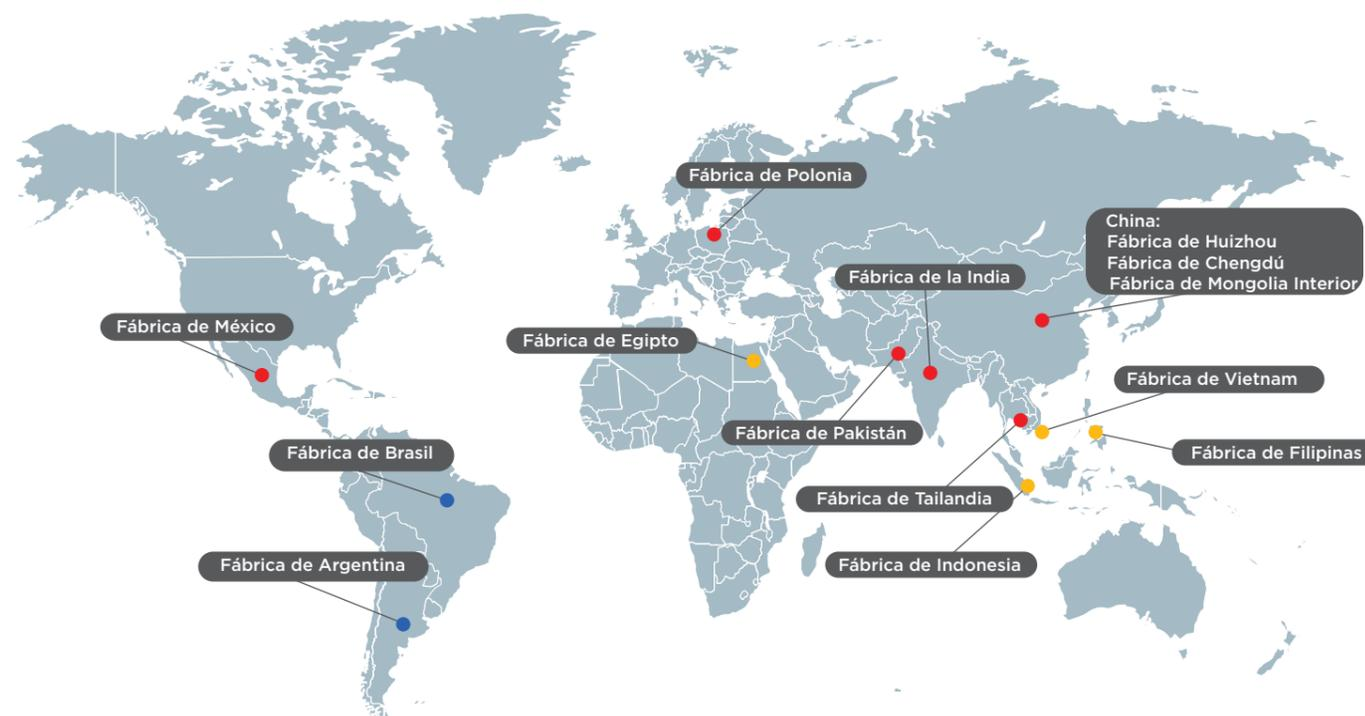 Fábrica de Polonia
China:
Fábrica de Huizhou
Fábrica de Chengdú
Fábrica de Mongolia Interior
Fábrica de la India
Fábrica de México
Fábrica de Egipto
Fábrica de Vietnam
Fábrica de Pakistán
Fábrica de Brasil
Fábrica de Filipinas
Fábrica de Tailandia
Fábrica de Argentina
Fábrica de Indonesia